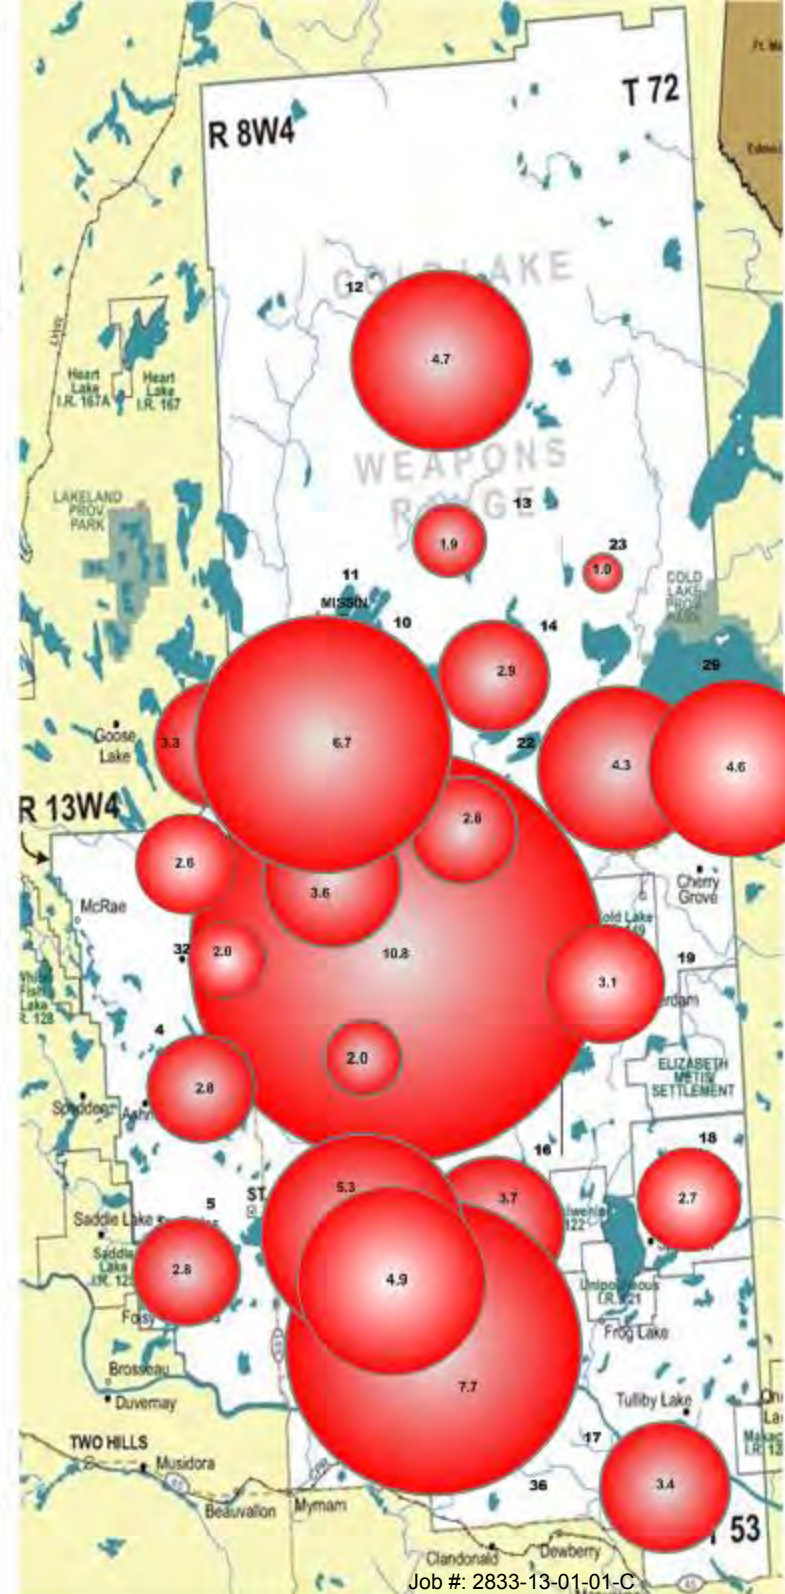 Ft. Mc
T 72
R 8W4
12
4.7
Heart
Lake
I.R. 167A
Heart
Lake
I.R. 167
WEAPONS
LAKELAND
PROV.
PARK
13
1.9
23
1.0
11
COLD
LAKE
PROV.
10
14
29
2.9
Goose
Lake
3.3
6.7
22
4.3
4.6
R 13W4
2.8
2.6
3.6
Cherry
Grove
McRae
32
2.0
10.8
19
3.1
4
2.0
2.8
ELIZABETH
METIS
SETTLEMENT
16
18
5
ST.
5.3
3.7
2.7
Saddle Lake
122
2.8
4.9
Frog Lake
Brosseau
Duvernay
7.7
Tulliby Lake
TWO HILLS
Musidora
17
36
3.4
Beauvallon
Myrnam
53
Clandonald
Dewberry
Job #: 2833-13-01-01-C